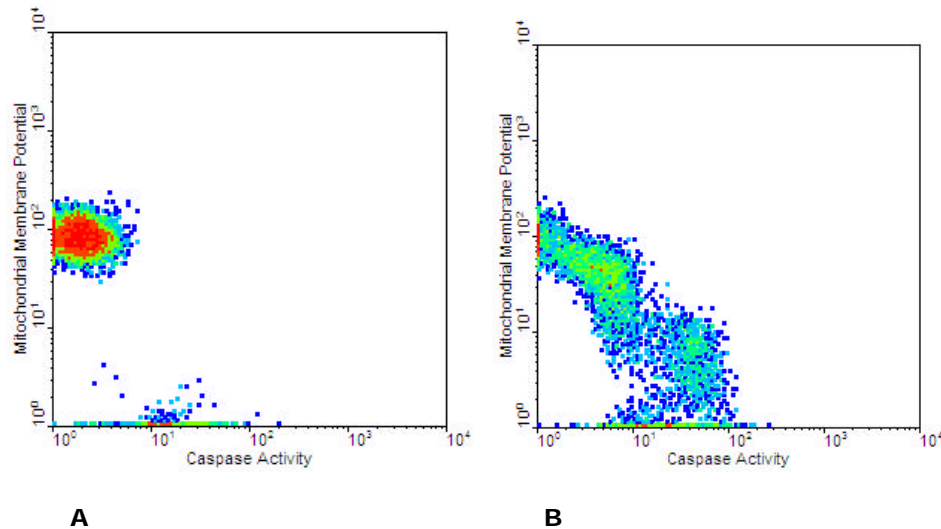 10⁴
10³
10²
10¹
10⁰
Mitochondrial Membrane Potential
10⁰ 10¹ 10² 10³ 10⁴
Caspase Activity
A
10⁴
10³
10²
10¹
10⁰
Mitochondrial Membrane Potential
10⁰ 10¹ 10² 10³ 10⁴
Caspase Activity
B